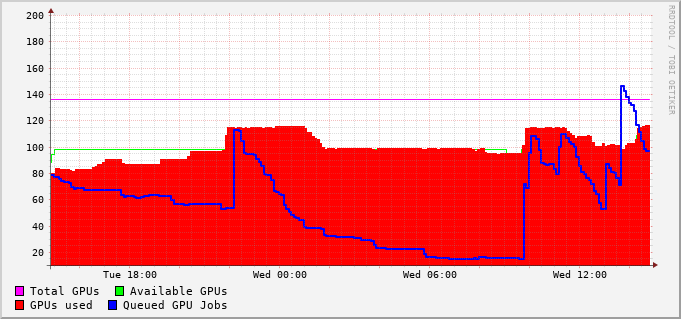 RRDTOOL / TOBI OETIKER
200
180
160
140
120
100
80
60
40
20
Tue 18:00 Wed 00:00 Wed 06:00 Wed 12:00
Total GPUs Available GPUs
GPUs used Queued GPU Jobs